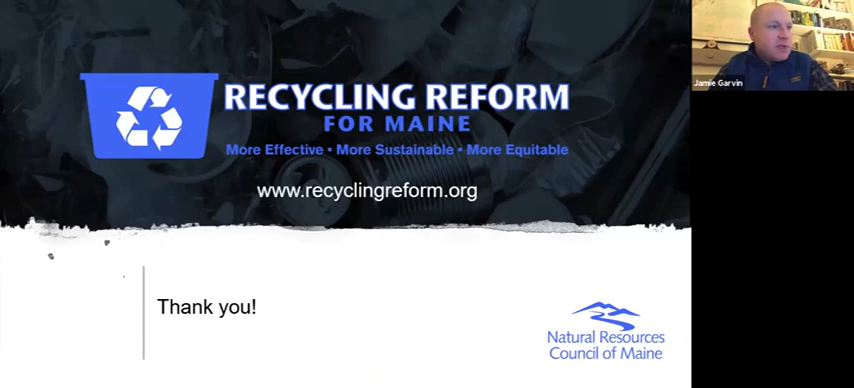 RECYCLING REFORM
FOR MAINE
More Effective • More Sustainable • More Equitable
www.recyclingreform.org
Thank you!
Natural Resources
Council of Maine
Jamie Garvin